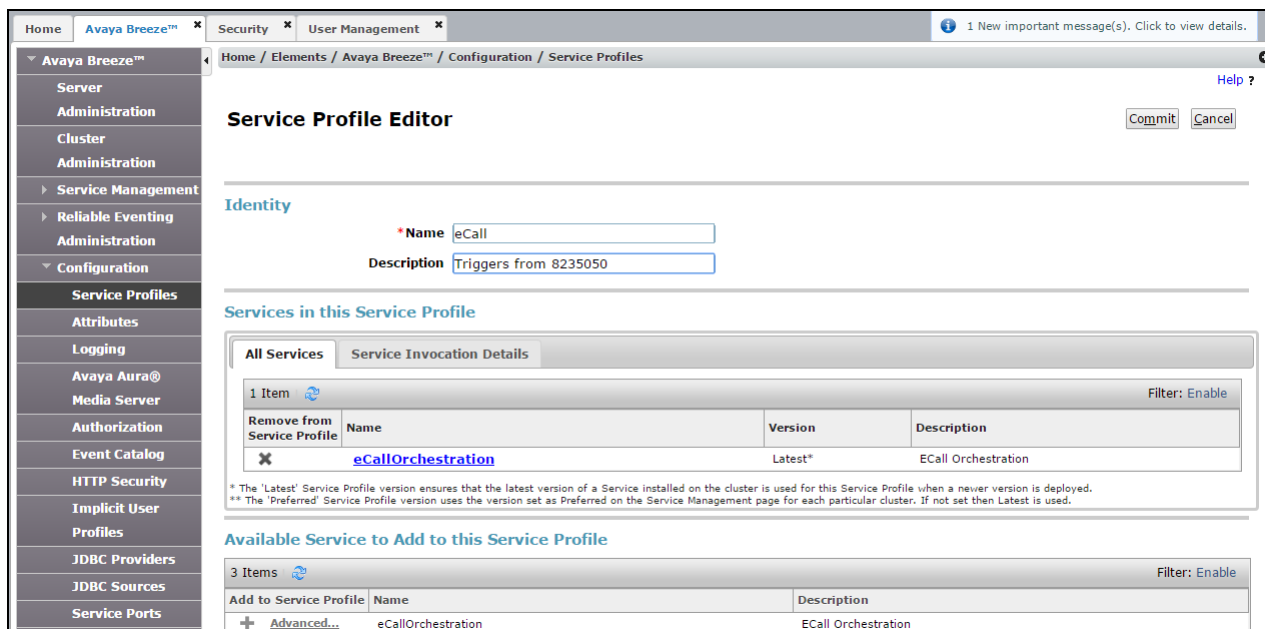 Home
Avaya Breeze™ ×
Security ×
User Management ×
1 New important message(s). Click to view details.
Avaya Breeze™
Server
Administration
Cluster
Administration
Service Management
Reliable Eventing
Administration
Configuration
Service Profiles
Attributes
Logging
Avaya Aura®
Media Server
Authorization
Event Catalog
HTTP Security
Implicit User
Profiles
JDBC Providers
JDBC Sources
Service Ports
Home / Elements / Avaya Breeze™ / Configuration / Service Profiles
Help ?
Service Profile Editor
Commit Cancel
Identity
*Name eCall
Description Triggers from 8235050
Services in this Service Profile
All Services Service Invocation Details
1 Item Filter: Enable
Remove from
Service Profile Name Version Description
eCallOrchestration Latest* ECall Orchestration
* The 'Latest' Service Profile version ensures that the latest version of a Service installed on the cluster is used for this Service Profile when a newer version is deployed.
** The 'Preferred' Service Profile version uses the version set as Preferred on the Service Management page for each particular cluster. If not set then Latest is used.
Available Service to Add to this Service Profile
3 Items Filter: Enable
Add to Service Profile Name Description
Advanced... eCallOrchestration ECall Orchestration